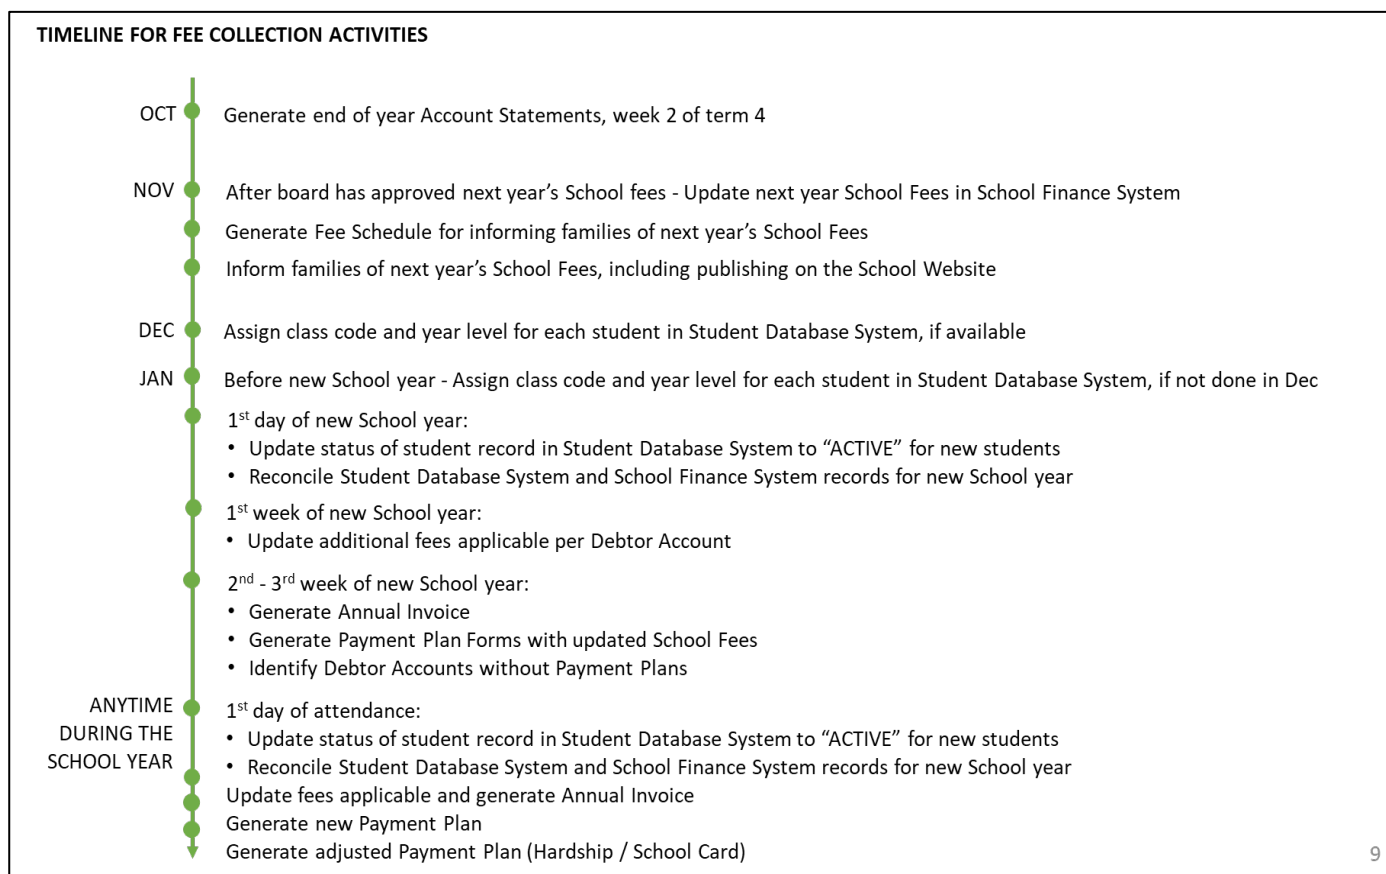 TIMELINE FOR FEE COLLECTION ACTIVITIES
OCT
Generate end of year Account Statements, week 2 of term 4
NOV
After board has approved next year’s School fees - Update next year School Fees in School Finance System
Generate Fee Schedule for informing families of next year’s School Fees
Inform families of next year’s School Fees, including publishing on the School Website
DEC
Assign class code and year level for each student in Student Database System, if available
JAN
Before new School year - Assign class code and year level for each student in Student Database System, if not done in Dec
1st day of new School year:
• Update status of student record in Student Database System to “ACTIVE” for new students
• Reconcile Student Database System and School Finance System records for new School year
1st week of new School year:
• Update additional fees applicable per Debtor Account
2nd - 3rd week of new School year:
• Generate Annual Invoice
• Generate Payment Plan Forms with updated School Fees
• Identify Debtor Accounts without Payment Plans
ANYTIME
DURING THE
SCHOOL YEAR
1st day of attendance:
• Update status of student record in Student Database System to “ACTIVE” for new students
• Reconcile Student Database System and School Finance System records for new School year
Update fees applicable and generate Annual Invoice
Generate new Payment Plan
Generate adjusted Payment Plan (Hardship / School Card)
9